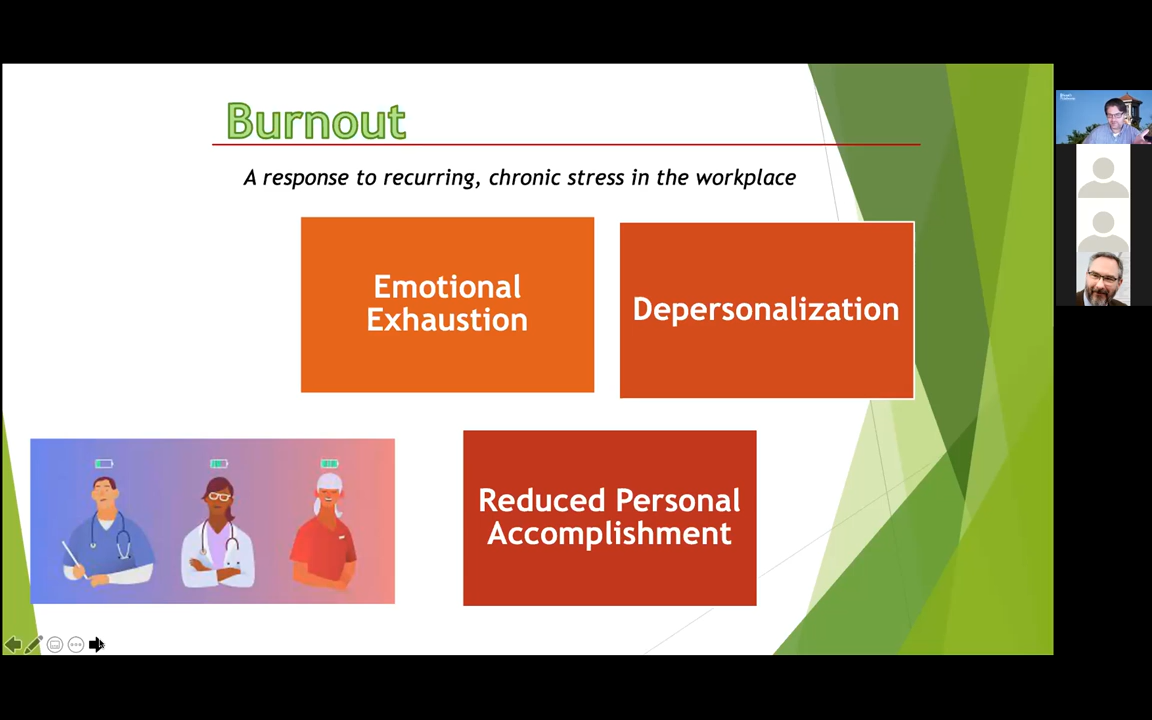 Burnout
A response to recurring, chronic stress in the workplace
Emotional
Exhaustion
Depersonalization
Reduced Personal
Accomplishment